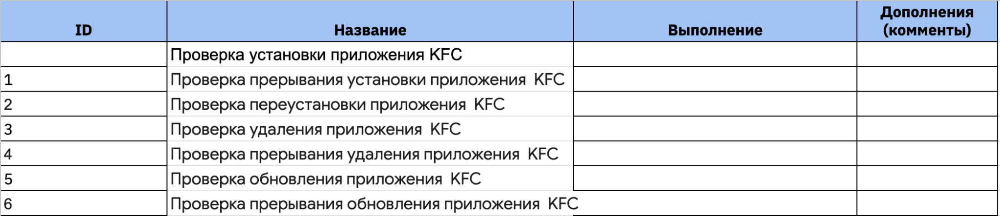 ID Название Выполнение Дополнения
(комменты)
Проверка установки приложения KFC
1 Проверка прерывания установки приложения KFC
2 Проверка переустановки приложения KFC
3 Проверка удаления приложения KFC
4 Проверка прерывания удаления приложения KFC
5 Проверка обновления приложения KFC
6 Проверка прерывания обновления приложения KFC